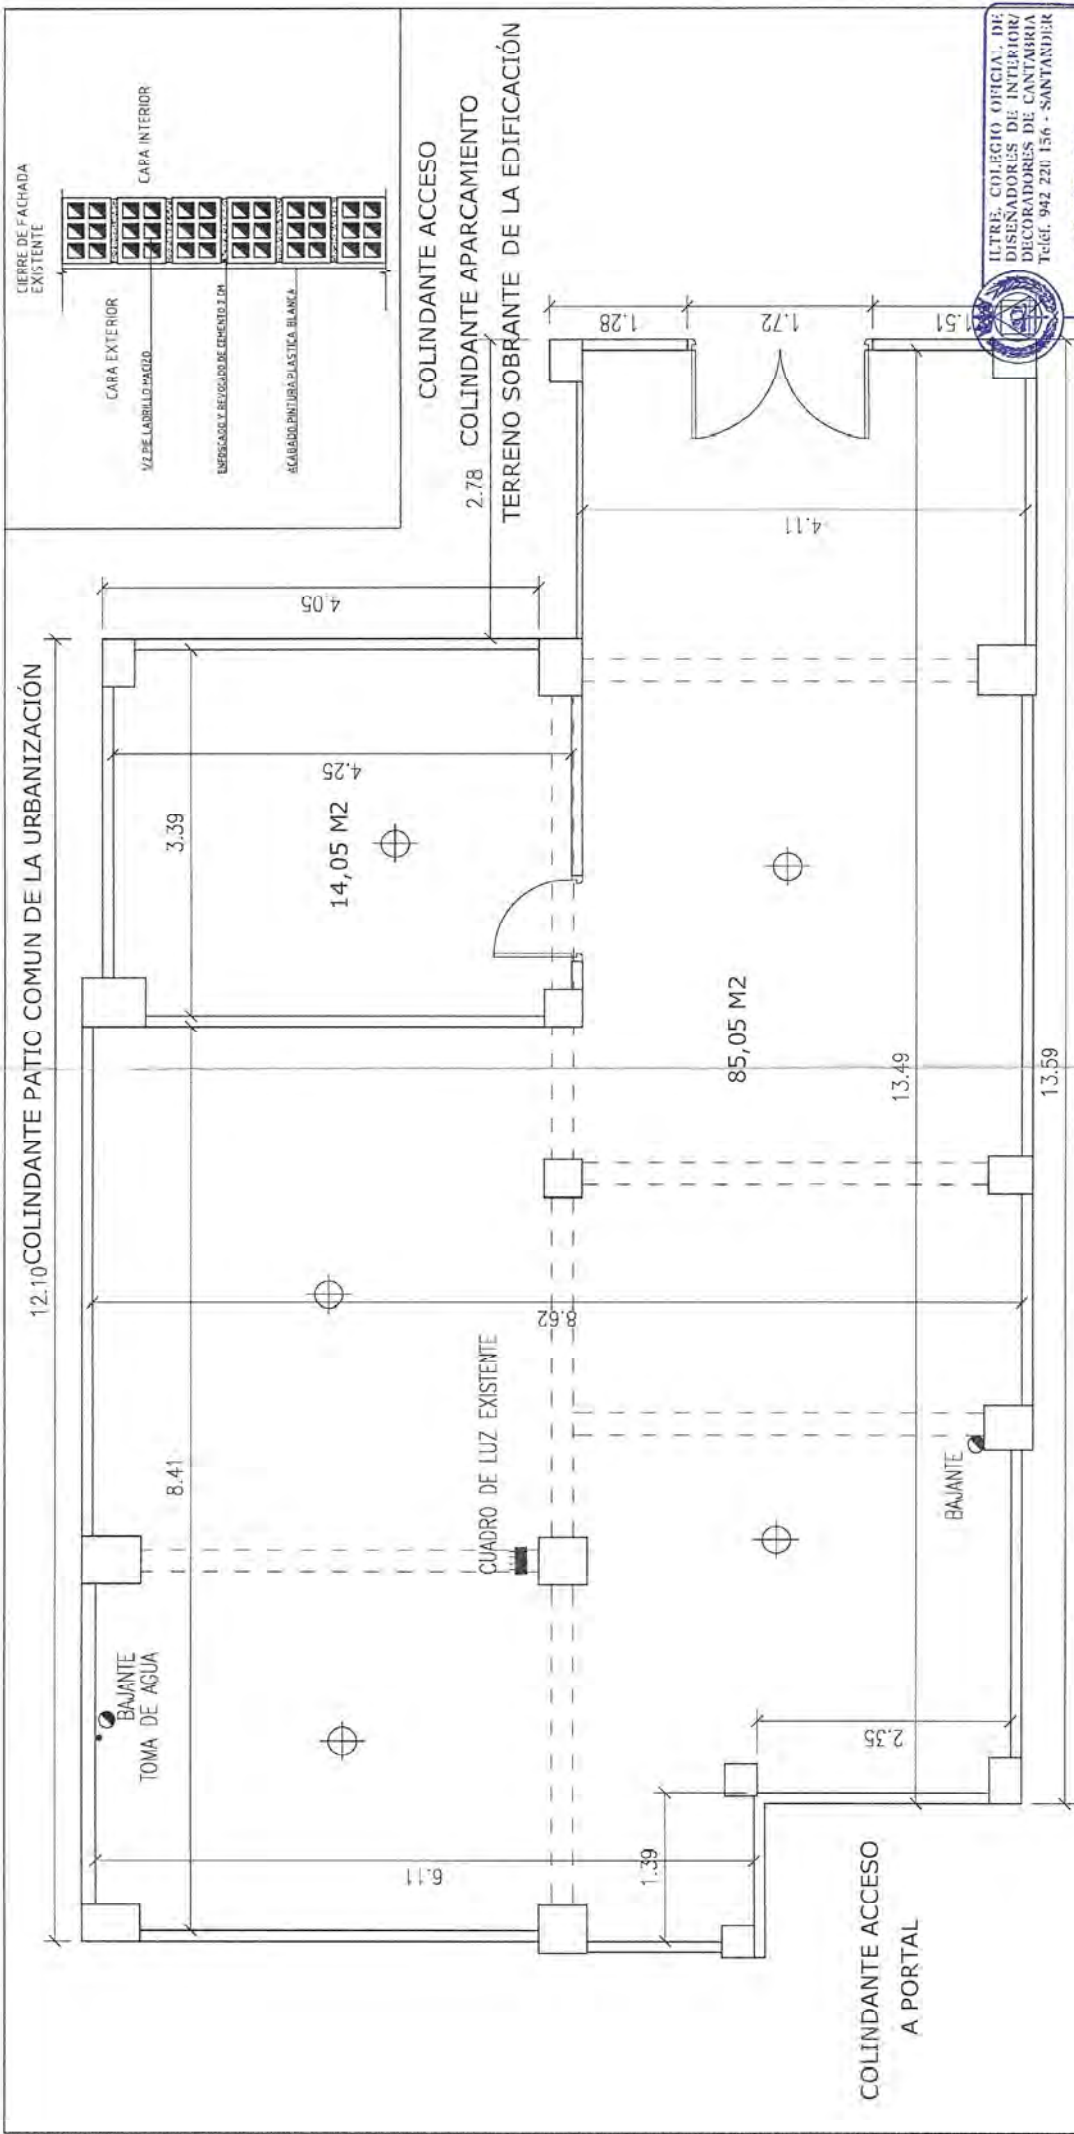 CIERRE DE FACHADA
EXISTENTE
CARA EXTERIOR
CARA INTERIOR
1/2 PIE LADRILLO MACIZO
ENFOSCADO Y REVOCADO DE CEMENTO 2 CM
ACABADO PINTURA PLASTICA BLANCA
12.10
COLINDANTE PATIO COMUN DE LA URBANIZACIÓN
COLINDANTE ACCESO
COLINDANTE APARCAMIENTO
TERRENO SOBRANTE DE LA EDIFICACIÓN
2.78
4.05
3.39
4.25
14,05 M2
8.41
BAJANTE
TOMA DE AGUA
CUADRO DE LUZ EXISTENTE
8.62
6.11
1.39
2.35
85,05 M2
4.11
1.28
1.72
1.51
BAJANTE
13.49
13.59
COLINDANTE ACCESO
A PORTAL
ILTRE. COLEGIO OFICIAL DE
DISEÑADORES DE INTERIOR/
DECORADORES DE CANTABRIA
Teléf. 942 220 156 - SANTANDER